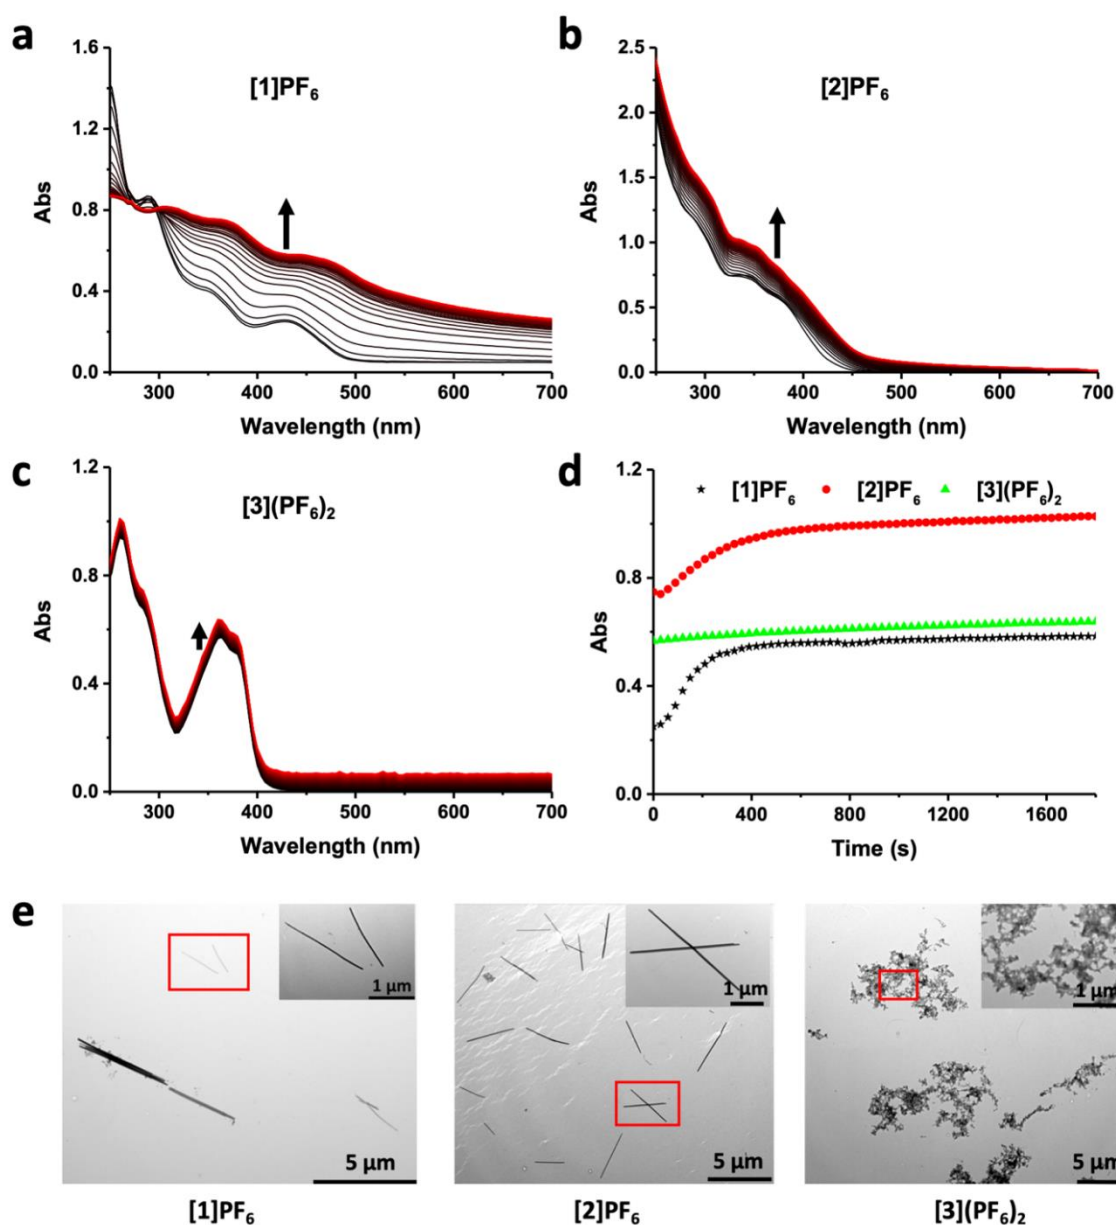 a
[1]PF6
1.6
1.2
0.8
0.4
0.0
Abs
300 400 500 600 700
Wavelength (nm)
b
[2]PF6
2.5
2.0
1.5
1.0
0.5
0.0
Abs
300 400 500 600 700
Wavelength (nm)
c
[3](PF6)2
1.2
0.8
0.4
0.0
Abs
300 400 500 600 700
Wavelength (nm)
d
[1]PF6 [2]PF6 [3](PF6)2
1.2
0.8
0.4
0.0
Abs
0 400 800 1200 1600
Time (s)
e
1 μm
5 μm
[1]PF6
1 μm
5 μm
[2]PF6
1 μm
5 μm
[3](PF6)2